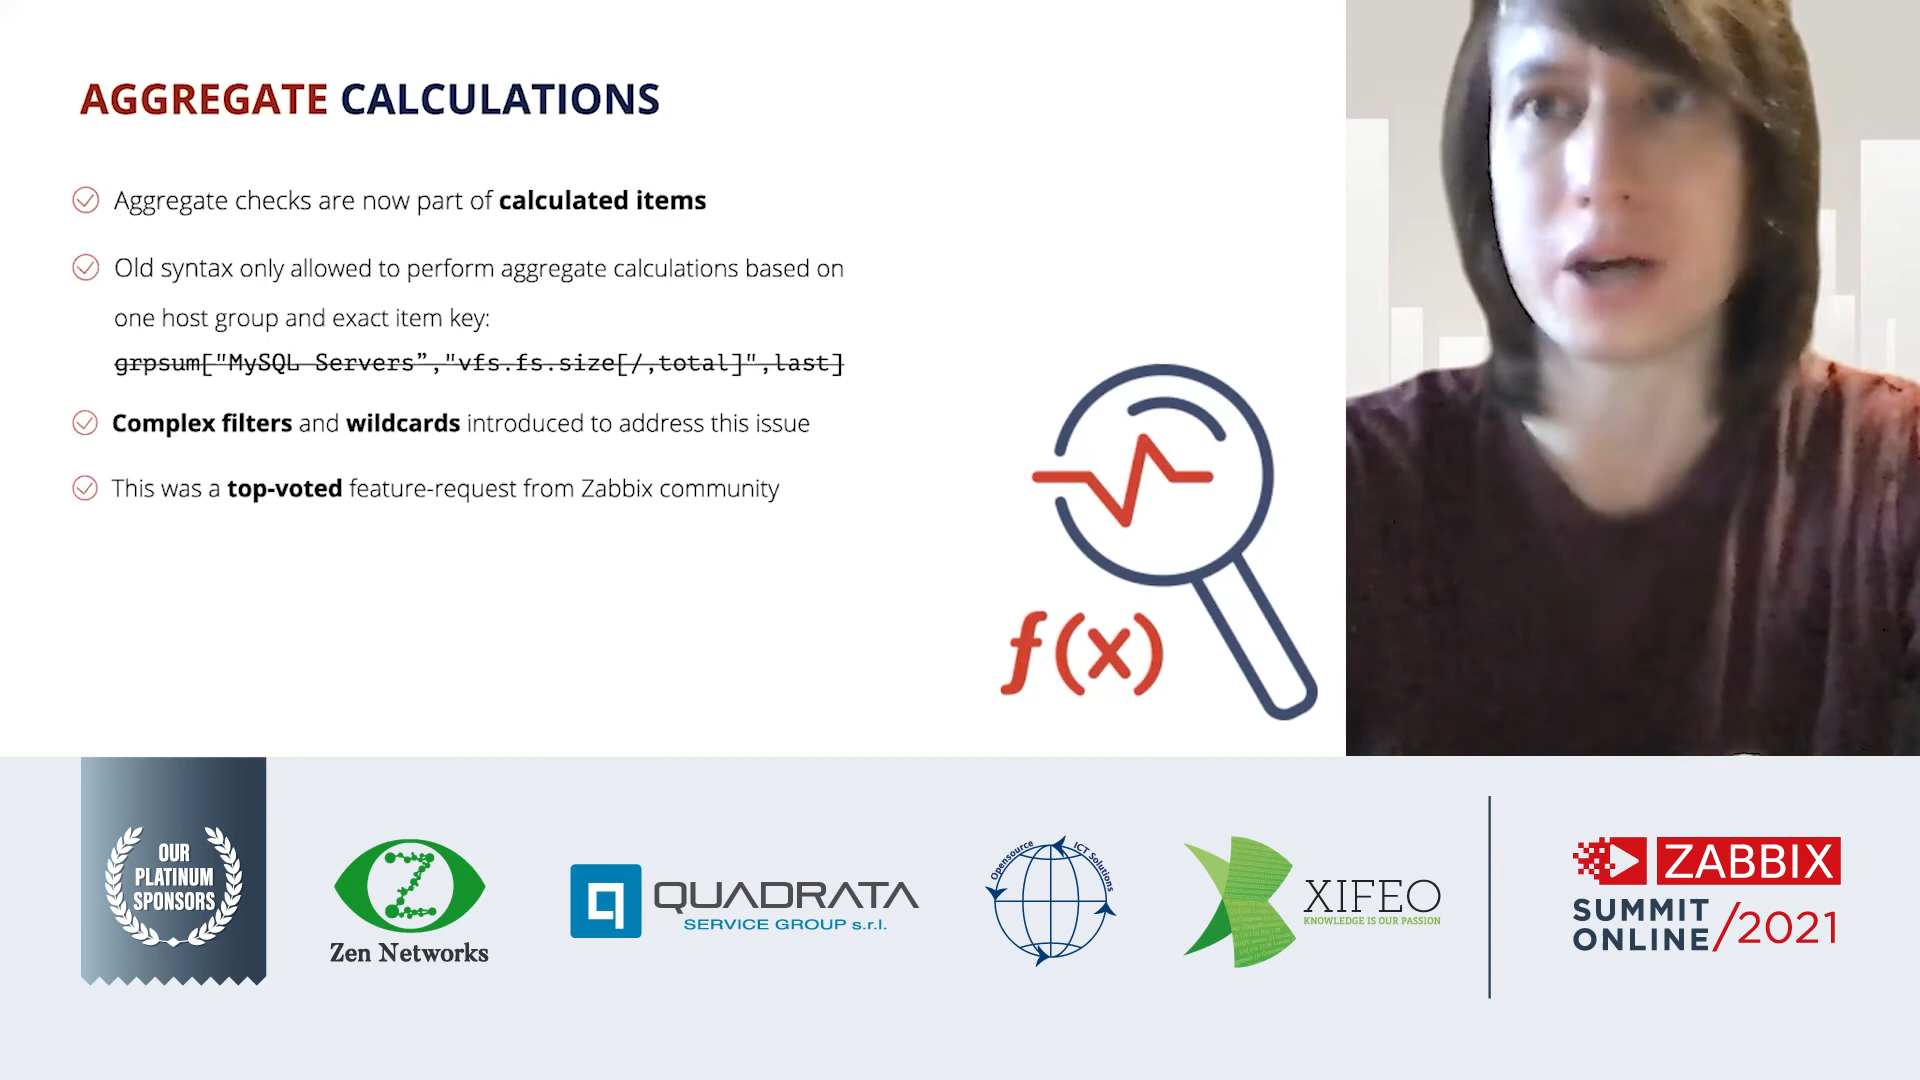 AGGREGATE CALCULATIONS
Aggregate checks are now part of calculated items
Old syntax only allowed to perform aggregate calculations based on
one host group and exact item key:
grpsum["MySQL Servers”,"vfs.fs.size[/,total]",last]
Complex filters and wildcards introduced to address this issue
This was a top-voted feature-request from Zabbix community
f(x)
OUR
PLATINUM
SPONSORS
Zen Networks
QUADRATA
SERVICE GROUP s.r.l.
Opensource ICT Solutions
XIFEO
KNOWLEDGE IS OUR PASSION
ZABBIX
SUMMIT
ONLINE/2021